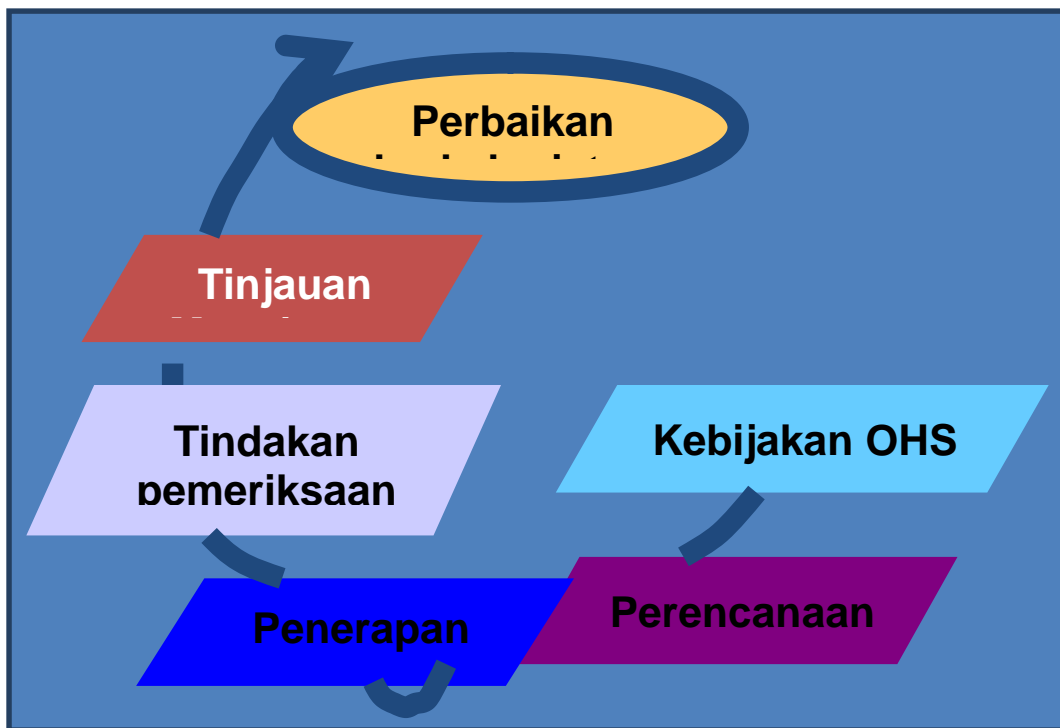 Perbaikan
Tinjauan
Tindakan
pemeriksaan
Kebijakan OHS
Penerapan
Perencanaan